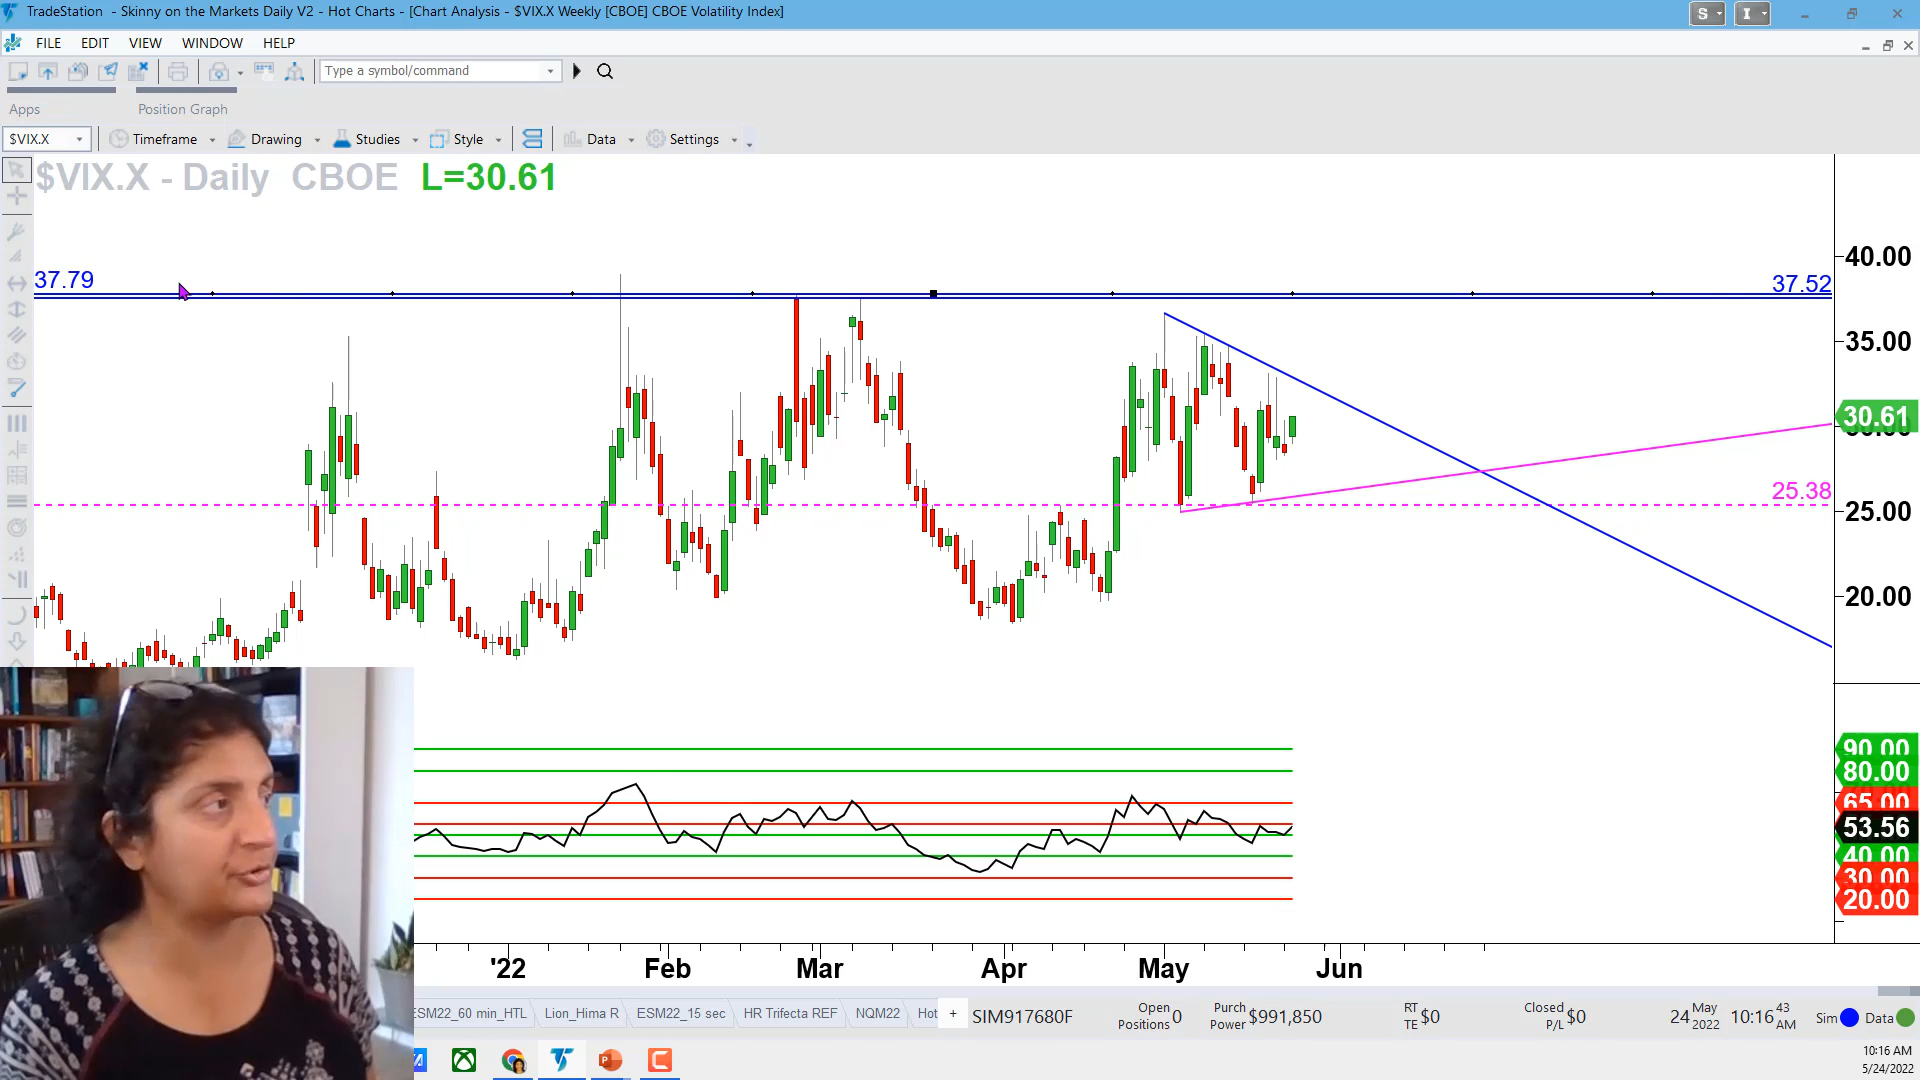 TradeStation - Skinny on the Markets Daily V2 - Hot Charts - [Chart Analysis - $VIX.X Weekly [CBOE] CBOE Volatility Index]
S
I
FILE EDIT VIEW WINDOW HELP
Type a symbol/command
Apps
Position Graph
$VIX.X
Timeframe
Drawing
Studies
Style
Data
Settings
$VIX.X - Daily CBOE L=30.61
40.00
37.79
37.52
35.00
30.61
25.38
25.00
20.00
90.00
80.00
65.00
53.56
40.00
30.00
20.00
'22 Feb Mar Apr May Jun
ESM22_60 min_HTL
Lion_Hima R
ESM22_15 sec
HR Trifecta REF
NQM22
Hot
+
SIM917680F
Open Positions 0
Purch Power $991,850
RT TE $0
Closed P/L $0
24 May 2022
10:16 43 AM
Sim
Data
10:16 AM
5/24/2022